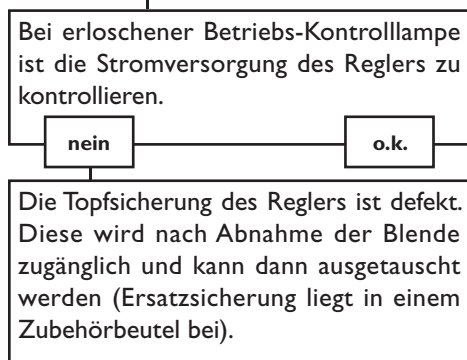 Bei erloschener Betriebs-Kontrolllampe
ist die Stromversorgung des Reglers zu
kontrollieren.
nein
o.k.
Die Topfsicherung des Reglers ist defekt.
Diese wird nach Abnahme der Blende
zugänglich und kann dann ausgetauscht
werden (Ersatzsicherung liegt in einem
Zubehörbeutel bei).